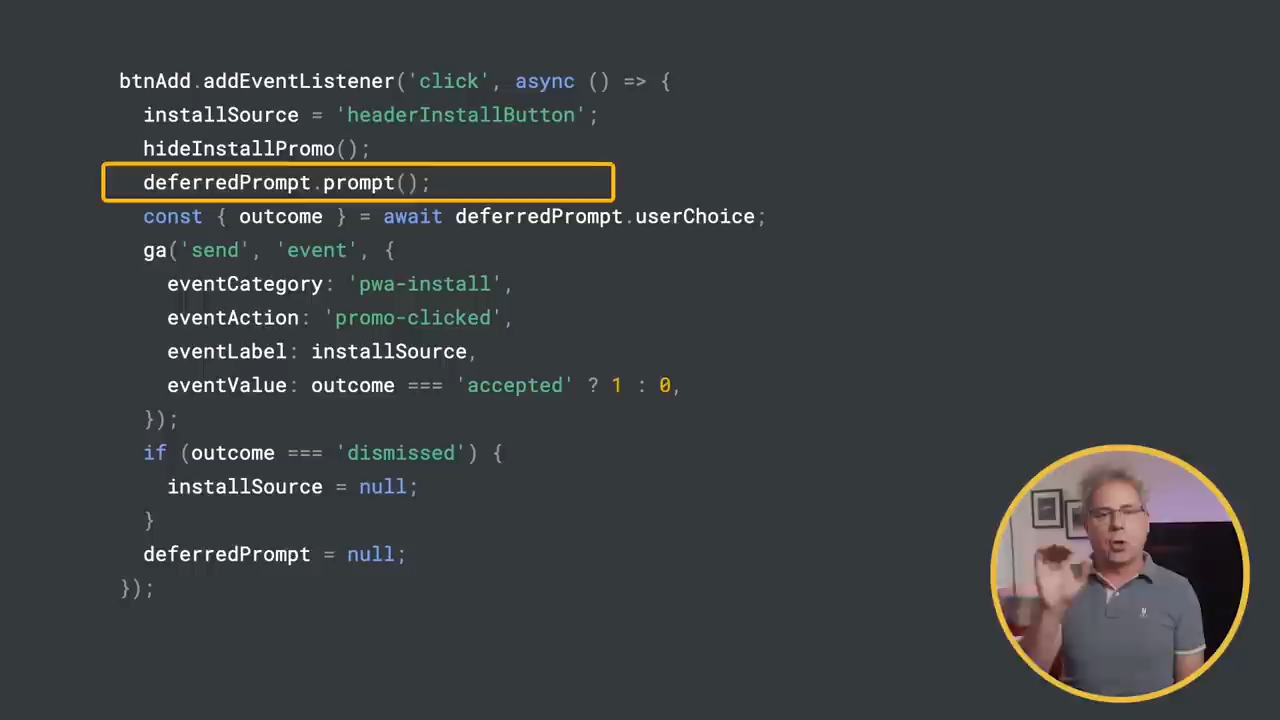 btnAdd.addEventListener('click', async () => {
installSource = 'headerInstallButton';
hideInstallPromo();
deferredPrompt.prompt();
const { outcome } = await deferredPrompt.userChoice;
ga('send', 'event', {
eventCategory: 'pwa-install',
eventAction: 'promo-clicked',
eventLabel: installSource,
eventValue: outcome === 'accepted' ? 1 : 0,
});
if (outcome === 'dismissed') {
installSource = null;
}
deferredPrompt = null;
});